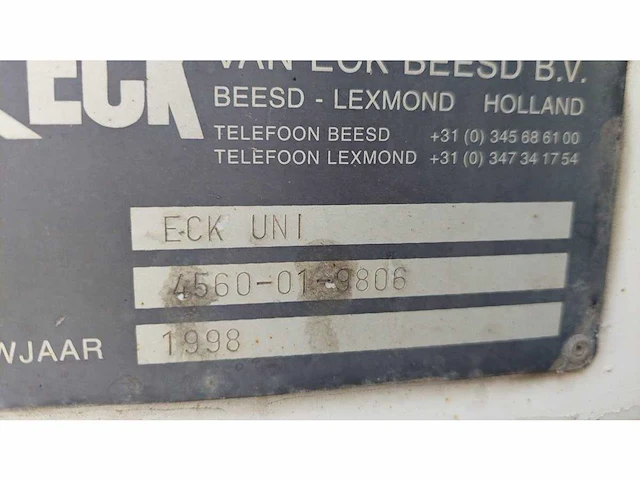 ECK
VAN ECK BEESD B.V.
BEESD - LEXMOND HOLLAND
TELEFOON BEESD +31 (0) 345 68 61 00
TELEFOON LEXMOND +31 (0) 347 34 17 54
ECK UNI
4560-01-9806
WJAAR 1998